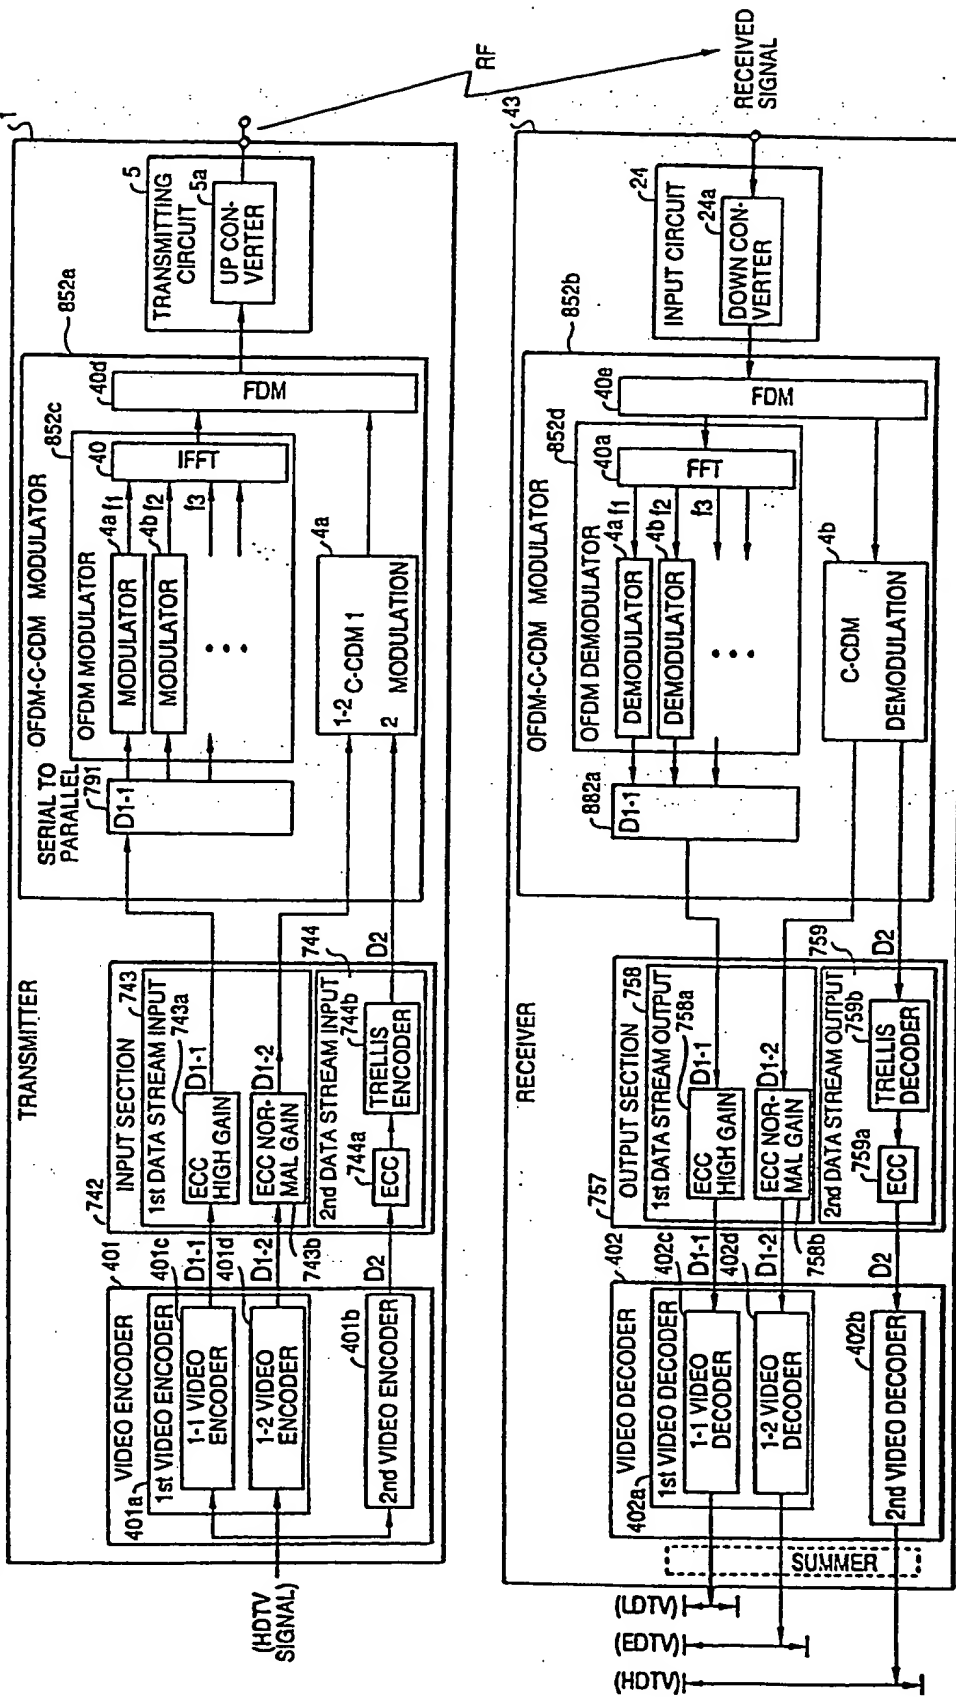 TRANSMITTER
1
(HDTV
SIGNAL)
VIDEO ENCODER
401
401a
1st VIDEO ENCODER
401c
1-1 VIDEO
ENCODER
401d
1-2 VIDEO
ENCODER
401b
2nd VIDEO ENCODER
D1-1
D1-2
D2
742
INPUT SECTION
743
1st DATA STREAM INPUT
743a
ECC
HIGH GAIN
D1-1
ECC NOR-
MAL GAIN
743b
D1-2
2nd DATA STREAM INPUT
744
744a
ECC
744b
TRELLIS
ENCODER
D2
OFDM-C-CDM MODULATOR
852a
SERIAL TO
PARALLEL
791
D1-1
OFDM MODULATOR
852c
MODULATOR
4a
f1
MODULATOR
4b
f2
f3
40
IFFT
1-2
C-CDM 1
2
MODULATION
4a
40d
FDM
TRANSMITTING
CIRCUIT
5
5a
UP CON-
VERTER
RF
RECEIVED
SIGNAL
RECEIVER
43
INPUT CIRCUIT
24
24a
DOWN CON-
VERTER
OFDM-C-CDM MODULATOR
852b
40e
FDM
OFDM DEMODULATOR
852d
40a
FFT
DEMODULATOR
4a
f1
DEMODULATOR
4b
f2
f3
882a
D1-1
C-CDM
DEMODULATION
4b
757
OUTPUT SECTION
758
1st DATA STREAM OUTPUT
758a
ECC
HIGH GAIN
D1-1
ECC NOR-
MAL GAIN
758b
D1-2
2nd DATA STREAM OUTPUT
759
759a
ECC
759b
TRELLIS
DECODER
D2
VIDEO DECODER
402
402a
1st VIDEO DECODER
402c
1-1 VIDEO
DECODER
402d
1-2 VIDEO
DECODER
402b
2nd VIDEO DECODER
D1-1
D1-2
D2
SUMMER
(LDTV)
(EDTV)
(HDTV)